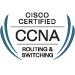 CISCO
CERTIFIED
CCNA
ROUTING &
SWITCHING